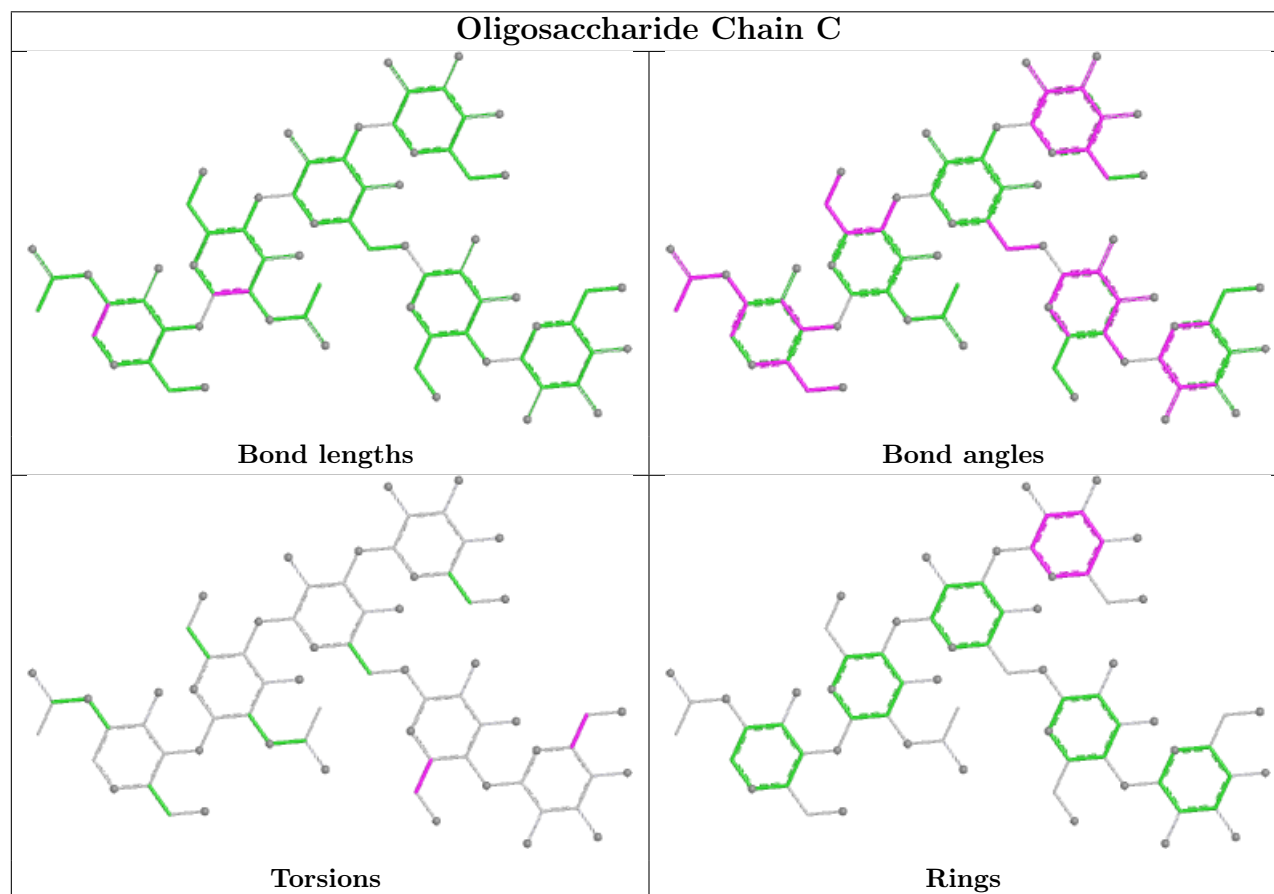 Oligosaccharide Chain C
Bond lengths
Bond angles
Torsions
Rings